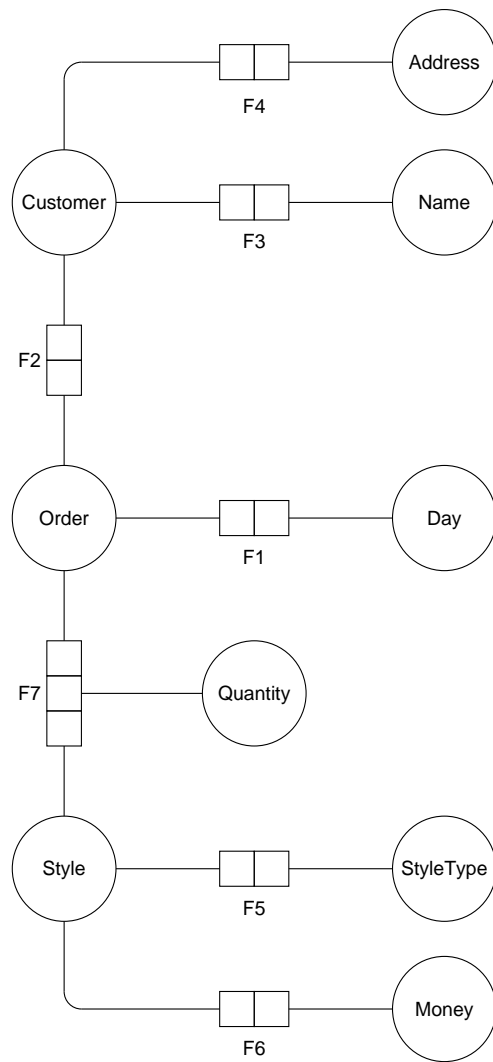 Address
F4
Customer
Name
F3
F2
Order
Day
F1
F7
Quantity
Style
StyleType
F5
Money
F6